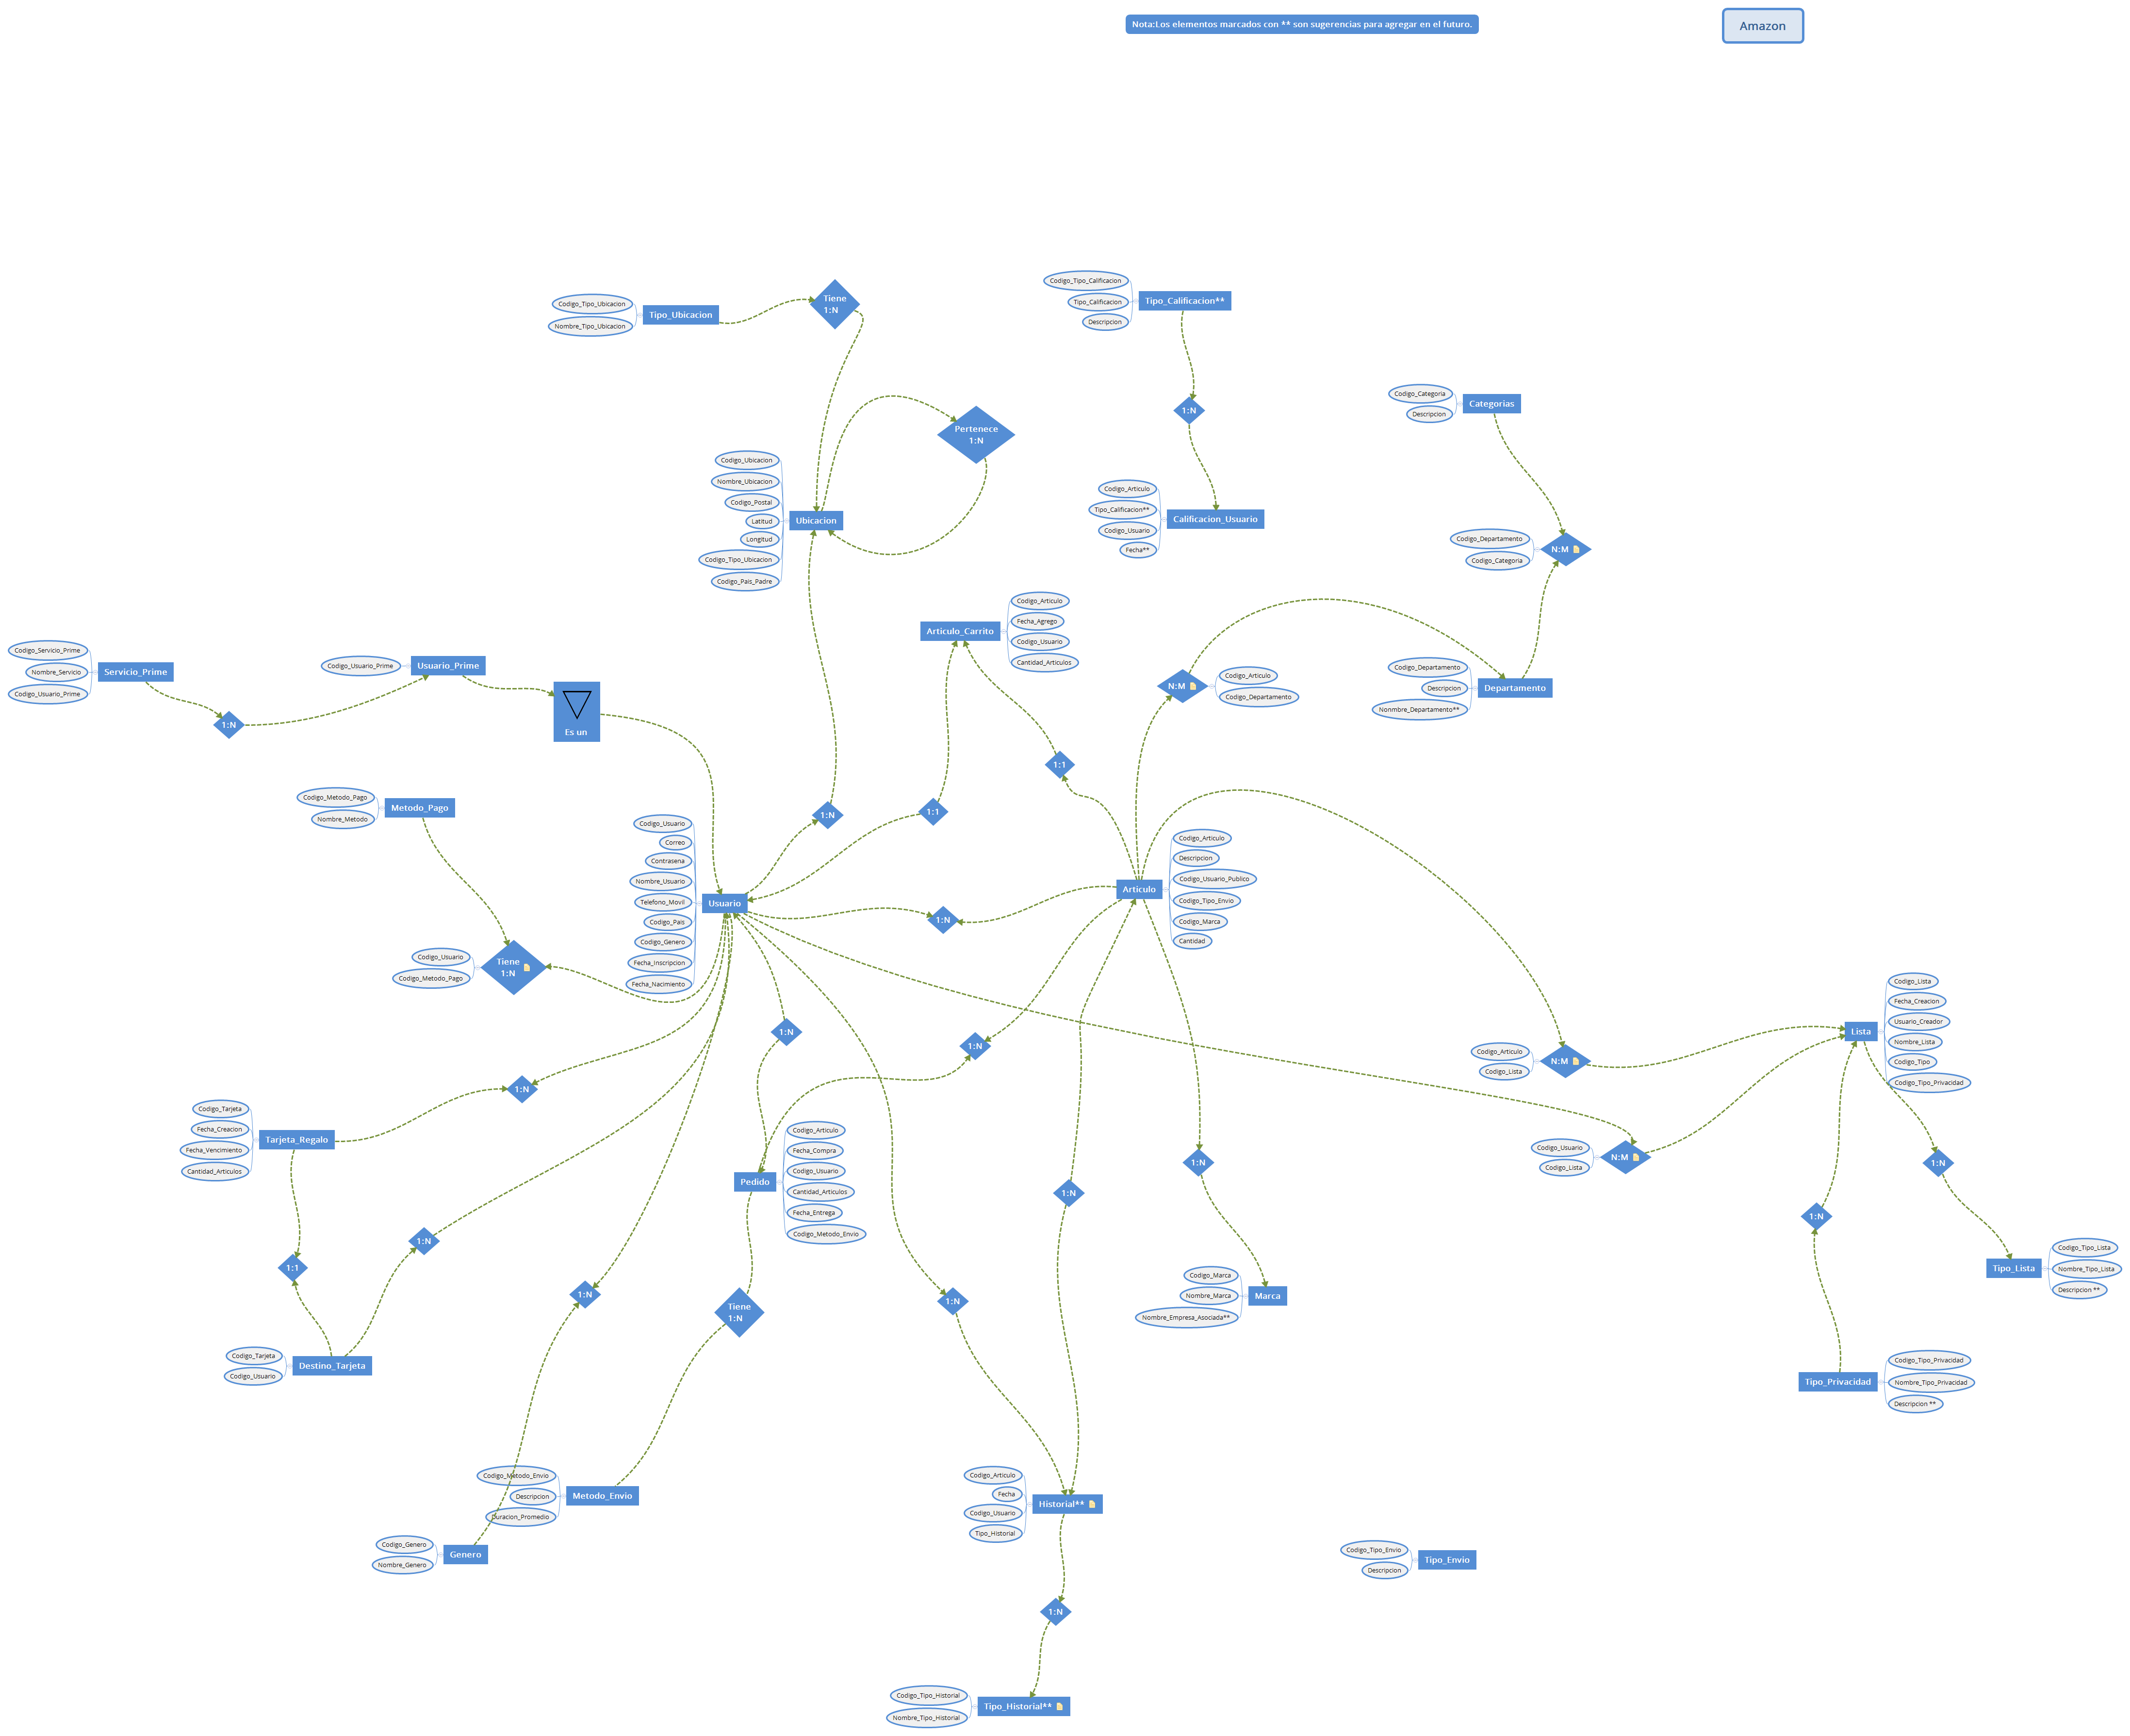 Nota:Los elementos marcados con ** son sugerencias para agregar en el futuro.
Amazon
Codigo_Tipo_Ubicacion
Nombre_Tipo_Ubicacion
Tipo_Ubicacion
Tiene
1:N
Codigo_Tipo_Calificacion
Tipo_Calificacion
Descripcion
Tipo_Calificacion**
1:N
Pertenece
1:N
Codigo_Categoria
Descripcion
Categorias
Codigo_Ubicacion
Nombre_Ubicacion
Codigo_Postal
Latitud
Longitud
Codigo_Tipo_Ubicacion
Codigo_Pais_Padre
Ubicacion
Codigo_Articulo
Tipo_Calificacion**
Codigo_Usuario
Fecha**
Calificacion_Usuario
Codigo_Departamento
Codigo_Categoria
N:M
Articulo_Carrito
Codigo_Articulo
Fecha_Agrego
Codigo_Usuario
Cantidad_Articulos
Codigo_Servicio_Prime
Nombre_Servicio
Codigo_Usuario_Prime
Servicio_Prime
Codigo_Usuario_Prime
Usuario_Prime
1:N
Es un
N:M
Codigo_Articulo
Codigo_Departamento
Codigo_Departamento
Descripcion
Nonmbre_Departamento**
Departamento
1:1
Codigo_Metodo_Pago
Nombre_Metodo
Metodo_Pago
1:N
1:1
Codigo_Usuario
Correo
Contrasena
Nombre_Usuario
Telefono_Movil
Codigo_Pais
Codigo_Genero
Fecha_Inscripcion
Fecha_Nacimiento
Usuario
1:N
Articulo
Codigo_Articulo
Descripcion
Codigo_Usuario_Publico
Codigo_Tipo_Envio
Codigo_Marca
Cantidad
Codigo_Usuario
Codigo_Metodo_Pago
Tiene
1:N
1:N
1:N
Codigo_Articulo
Codigo_Lista
N:M
Lista
Codigo_Lista
Fecha_Creacion
Usuario_Creador
Nombre_Lista
Codigo_Tipo
Codigo_Tipo_Privacidad
1:N
Codigo_Tarjeta
Fecha_Creacion
Fecha_Vencimiento
Cantidad_Articulos
Tarjeta_Regalo
Pedido
Codigo_Articulo
Fecha_Compra
Codigo_Usuario
Cantidad_Articulos
Fecha_Entrega
Codigo_Metodo_Envio
1:N
1:N
Codigo_Usuario
Codigo_Lista
N:M
1:N
1:N
1:N
1:1
1:N
Tiene
1:N
1:N
Codigo_Marca
Nombre_Marca
Nombre_Empresa_Asociada**
Marca
Tipo_Lista
Codigo_Tipo_Lista
Nombre_Tipo_Lista
Descripcion **
Codigo_Tarjeta
Codigo_Usuario
Destino_Tarjeta
Tipo_Privacidad
Codigo_Tipo_Privacidad
Nombre_Tipo_Privacidad
Descripcion **
Codigo_Metodo_Envio
Descripcion
Duracion_Promedio
Metodo_Envio
Codigo_Articulo
Fecha
Codigo_Usuario
Tipo_Historial
Historial**
Codigo_Genero
Nombre_Genero
Genero
Codigo_Tipo_Envio
Descripcion
Tipo_Envio
1:N
Codigo_Tipo_Historial
Nombre_Tipo_Historial
Tipo_Historial**